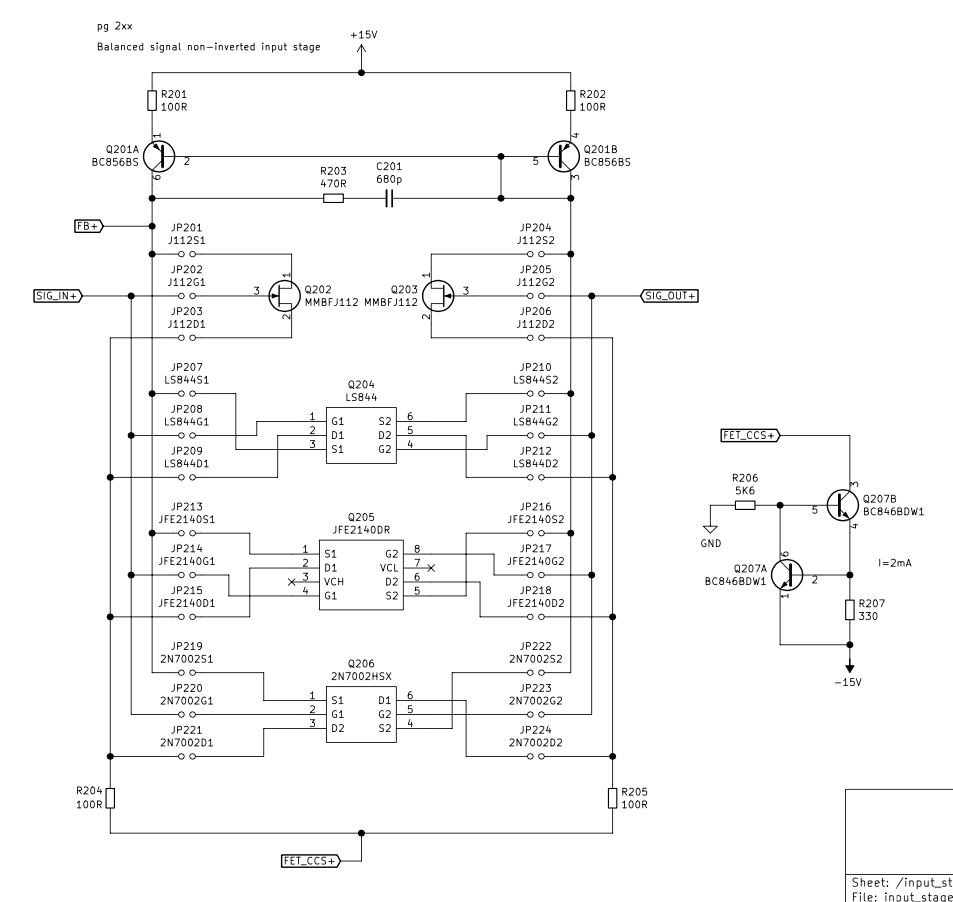 pg 2xx
Balanced signal non-inverted input stage
+15V
R201
100R
R202
100R
1
4
Q201A
BC856BS
2
5
Q201B
BC856BS
6
3
R203
470R
C201
680p
FB+
JP201
J112S1
JP204
J112S2
JP202
J112G1
JP205
J112G2
SIG_IN+
3
1
Q202
MMBFJ112
2
1
Q203
MMBFJ112
3
2
SIG_OUT+
JP203
J112D1
JP206
J112D2
JP207
LS844S1
JP210
LS844S2
Q204
LS844
JP208
LS844G1
JP211
LS844G2
1 G1 S2 6
2 D1 D2 5
3 S1 G2 4
JP209
LS844D1
JP212
LS844D2
FET_CCS+
R206
5K6
GND
3
5
Q207B
BC846BDW1
4
6
Q207A
BC846BDW1
2
1
I=2mA
R207
330
-15V
JP213
JFE2140S1
JP216
JFE2140S2
Q205
JFE2140DR
JP214
JFE2140G1
JP217
JFE2140G2
1 S1 G2 8
2 D1 VCL 7
3 VCH D2 6
4 G1 S2 5
JP215
JFE2140D1
JP218
JFE2140D2
JP219
2N7002S1
JP222
2N7002S2
Q206
2N7002HSX
JP220
2N7002G1
JP223
2N7002G2
1 S1 D1 6
2 G1 G2 5
3 D2 S2 4
JP221
2N7002D1
JP224
2N7002D2
R204
100R
R205
100R
FET_CCS+
Sheet: /input_st
File: input_stage